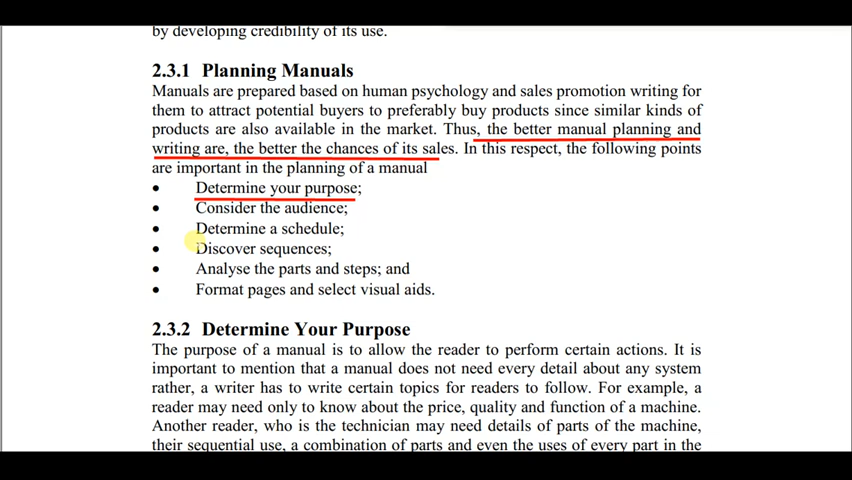 by developing credibility of its use.
2.3.1 Planning Manuals
Manuals are prepared based on human psychology and sales promotion writing for
them to attract potential buyers to preferably buy products since similar kinds of
products are also available in the market. Thus, the better manual planning and
writing are, the better the chances of its sales. In this respect, the following points
are important in the planning of a manual
• Determine your purpose;
• Consider the audience;
• Determine a schedule;
• Discover sequences;
• Analyse the parts and steps; and
• Format pages and select visual aids.
2.3.2 Determine Your Purpose
The purpose of a manual is to allow the reader to perform certain actions. It is
important to mention that a manual does not need every detail about any system
rather, a writer has to write certain topics for readers to follow. For example, a
reader may need only to know about the price, quality and function of a machine.
Another reader, who is the technician may need details of parts of the machine,
their sequential use, a combination of parts and even the uses of every part in the